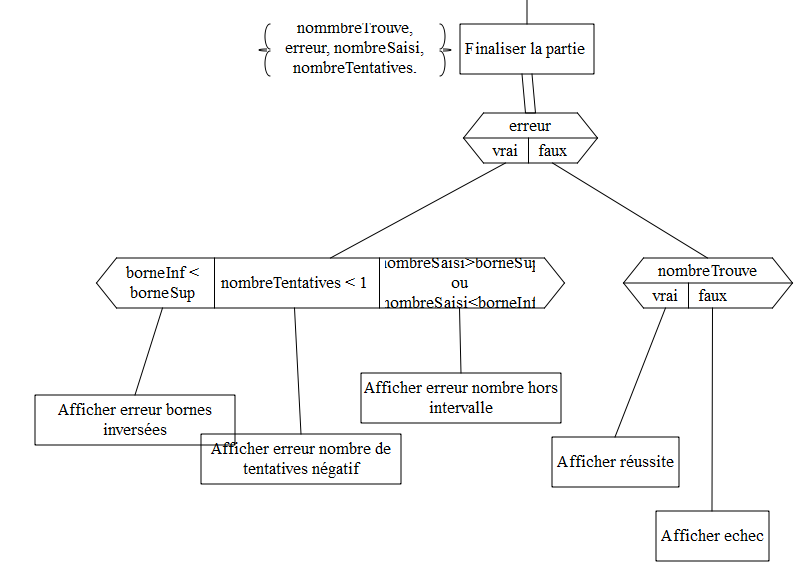 nommbreTrouve,
erreur, nombreSaisi,
nombreTentatives.
Finaliser la partie
erreur
vrai
faux
borneInf <
borneSup
nombreTentatives < 1
nombreSaisi>borneSup
ou
nombreSaisi<borneInf
nombreTrouve
vrai
faux
Afficher erreur bornes
inversées
Afficher erreur nombre de
tentatives négatif
Afficher erreur nombre hors
intervalle
Afficher réussite
Afficher echec